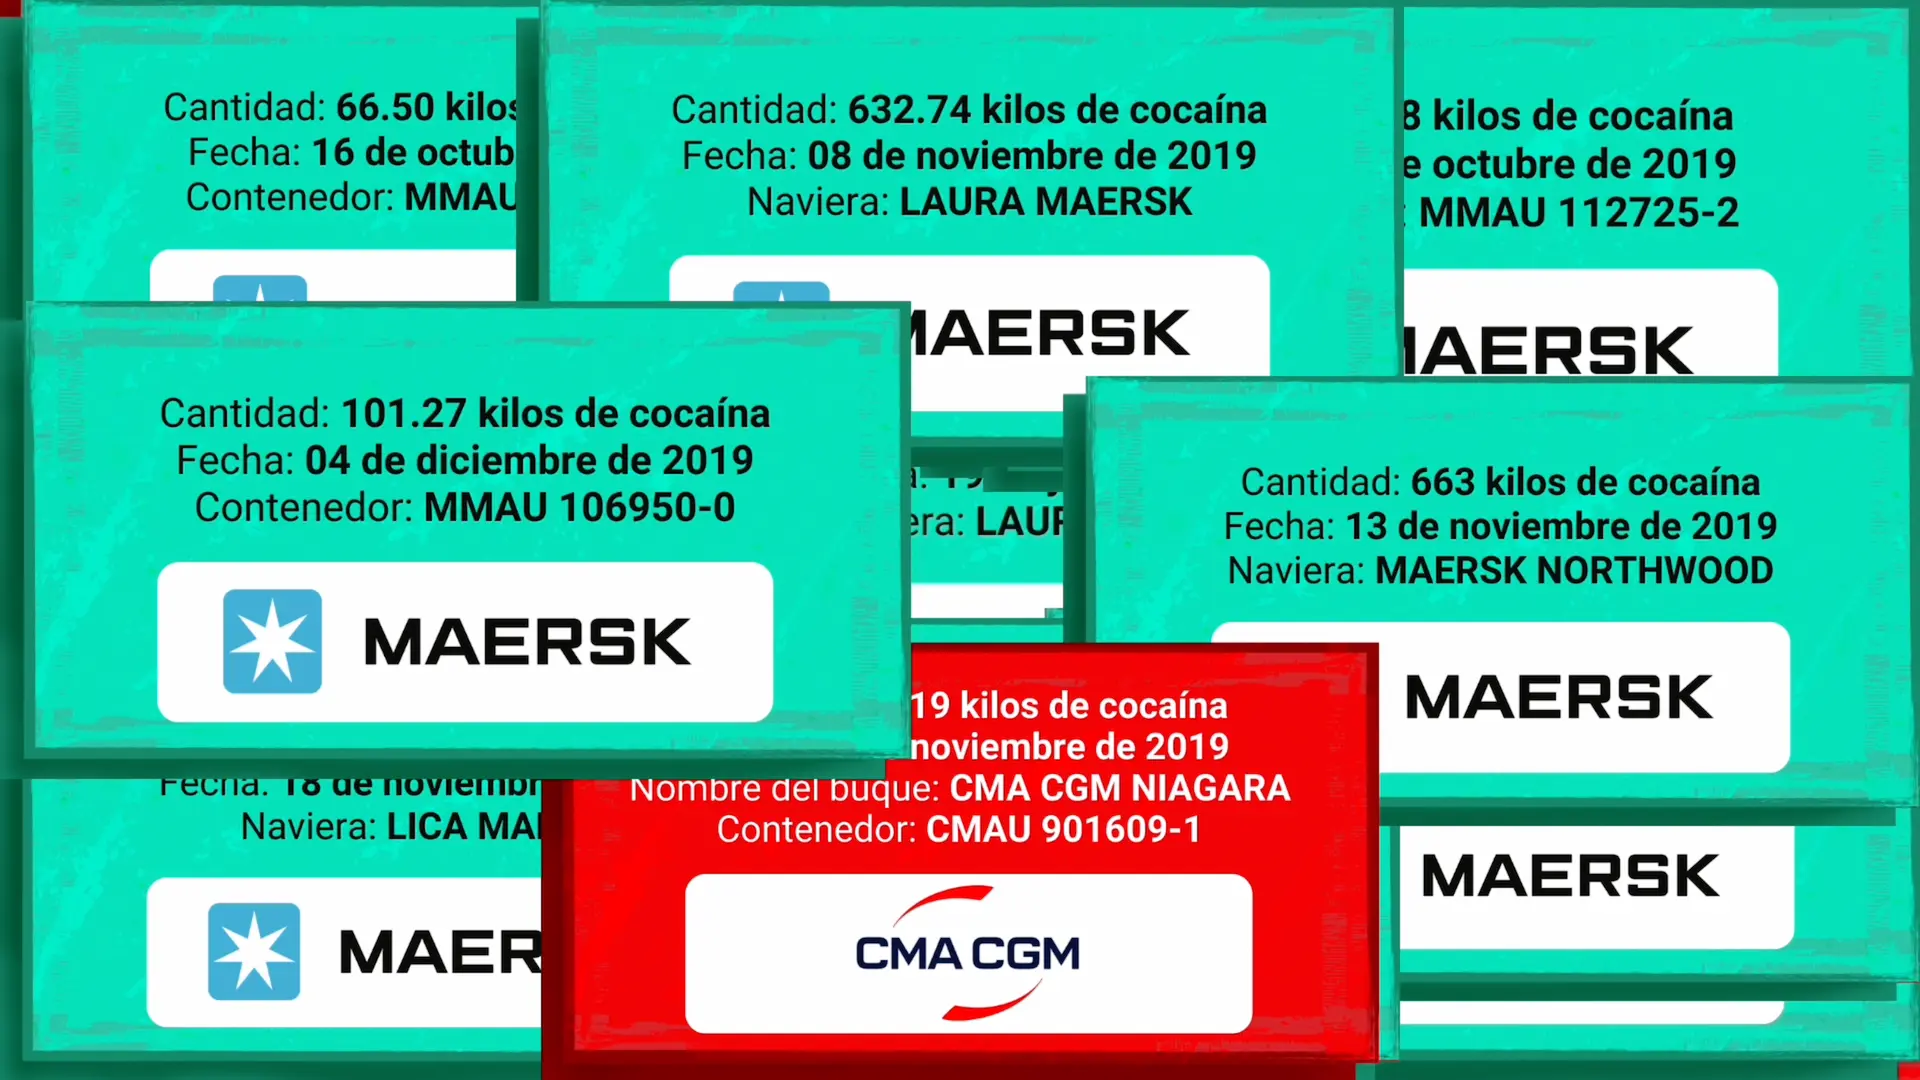 Cantidad: 66.50 kilos
Fecha: 16 de octub
Contenedor: MMAU
Cantidad: 632.74 kilos de cocaína
Fecha: 08 de noviembre de 2019
Naviera: LAURA MAERSK
MAERSK
8 kilos de cocaína
e octubre de 2019
: MMAU 112725-2
MAERSK
Cantidad: 101.27 kilos de cocaína
Fecha: 04 de diciembre de 2019
Contenedor: MMAU 106950-0
MAERSK
era: LAUR
Cantidad: 663 kilos de cocaína
Fecha: 13 de noviembre de 2019
Naviera: MAERSK NORTHWOOD
MAERSK
Fecha: 18 de noviembr
Naviera: LICA MA
MAER
19 kilos de cocaína
noviembre de 2019
Nombre del buque: CMA CGM NIAGARA
Contenedor: CMAU 901609-1
CMA CGM
MAERSK